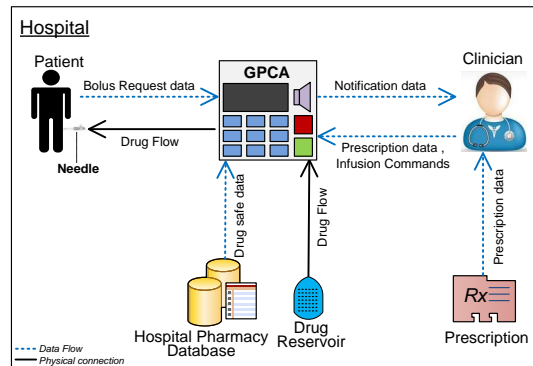 Hospital
Patient
GPCA
Clinician
Bolus Request data
Notification data
Drug Flow
Prescription data ,
Infusion Commands
Needle
Drug safe data
Drug Flow
Prescription data
Rx
Hospital Pharmacy
Database
Drug
Reservoir
Prescription
Data Flow
Physical connection